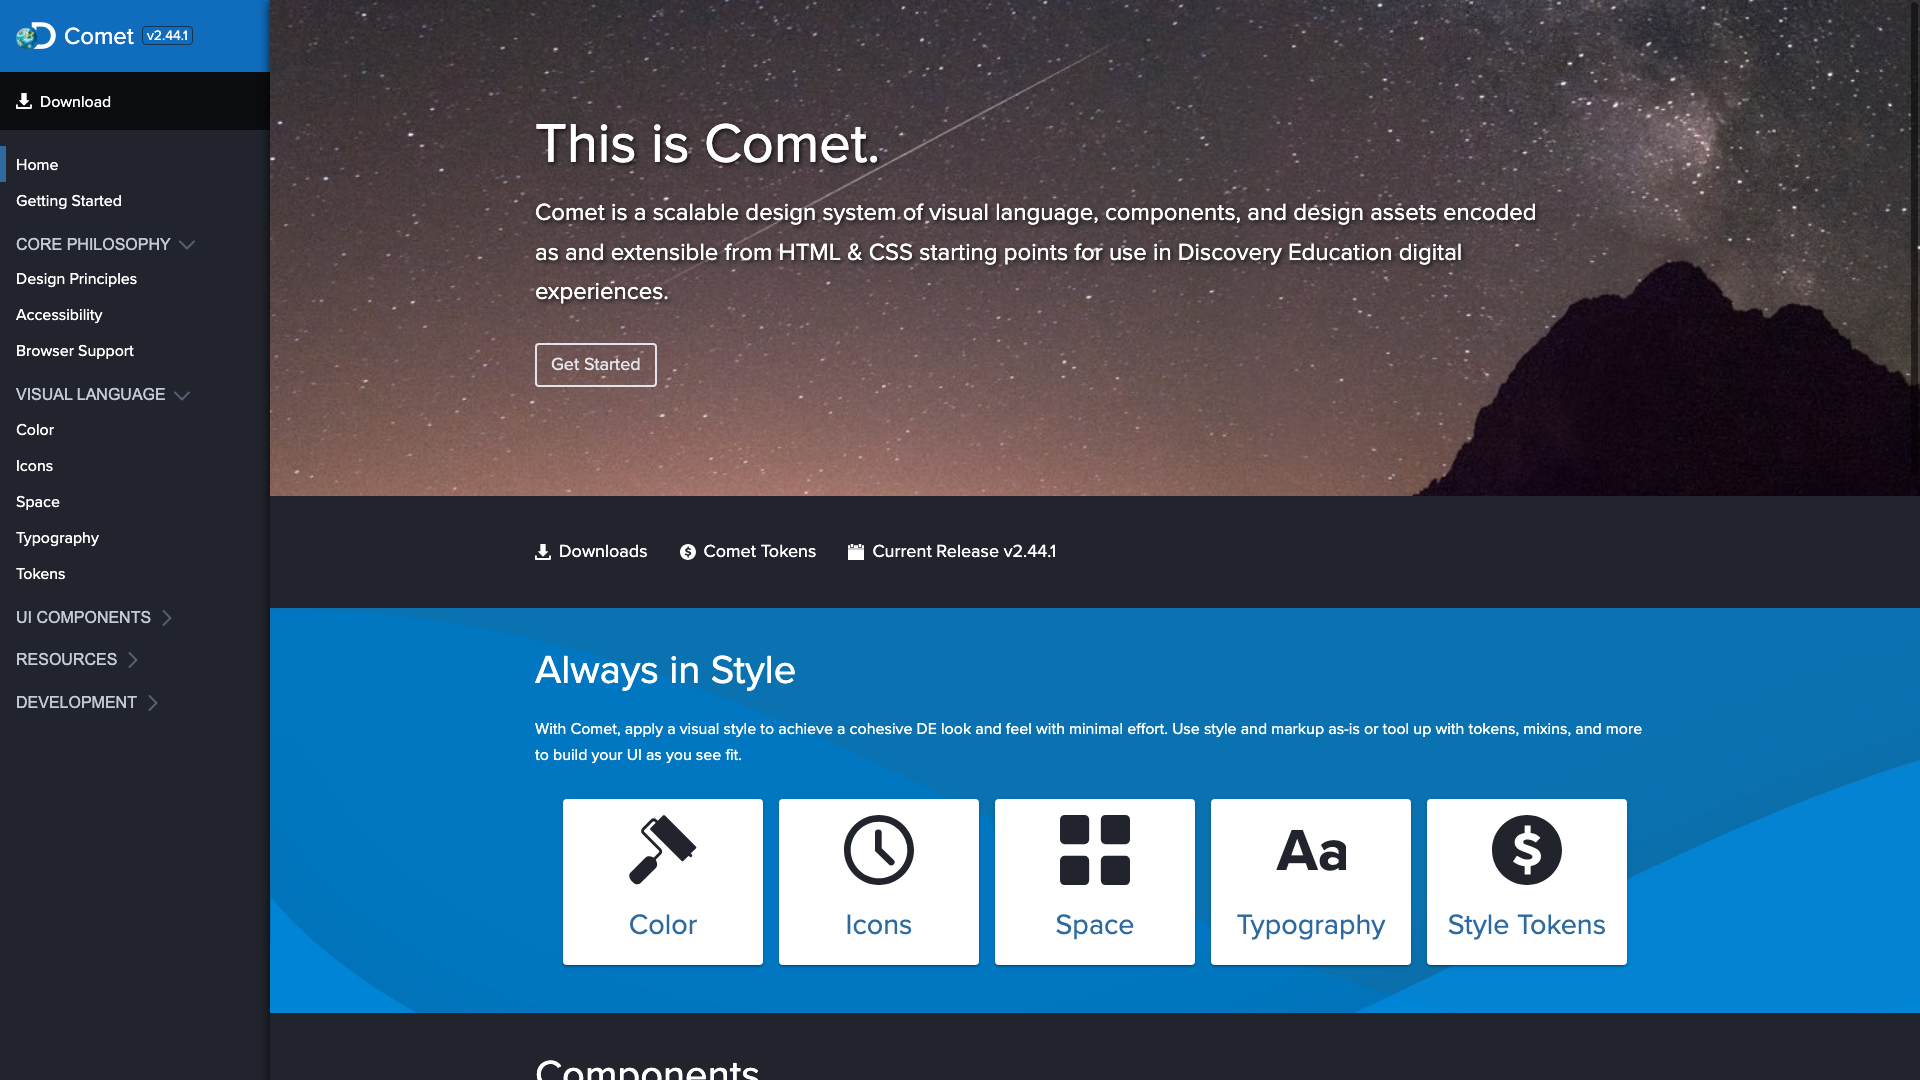 Comet v2.44.1
Download
Home
Getting Started
CORE PHILOSOPHY
Design Principles
Accessibility
Browser Support
VISUAL LANGUAGE
Color
Icons
Space
Typography
Tokens
UI COMPONENTS
RESOURCES
DEVELOPMENT
This is Comet.
Comet is a scalable design system of visual language, components, and design assets encoded
as and extensible from HTML & CSS starting points for use in Discovery Education digital
experiences.
Get Started
Downloads
Comet Tokens
Current Release v2.44.1
Always in Style
With Comet, apply a visual style to achieve a cohesive DE look and feel with minimal effort. Use style and markup as-is or tool up with tokens, mixins, and more
to build your UI as you see fit.
Color
Icons
Space
Aa
Typography
Style Tokens
Components